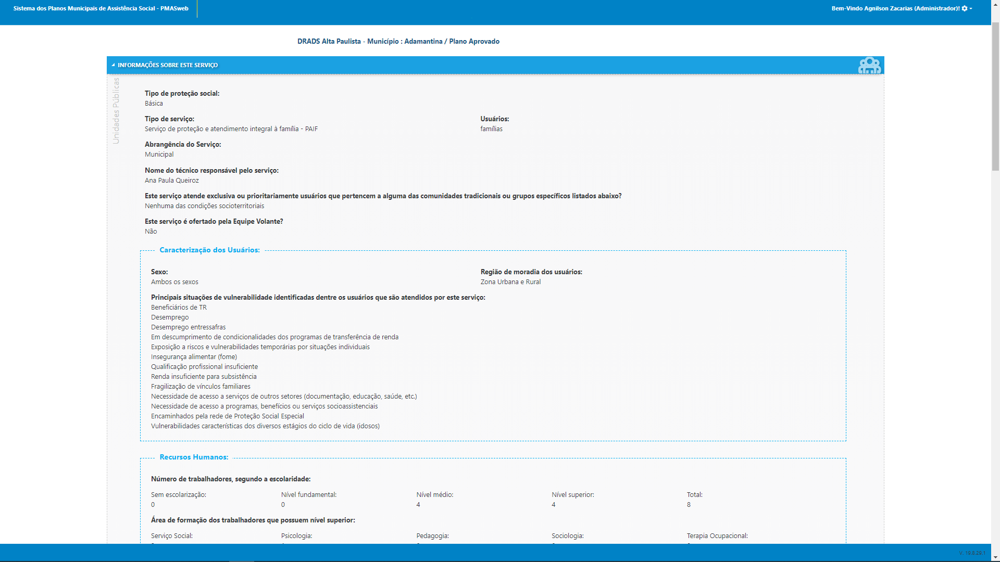 Sistema dos Planos Municipais de Assistência Social - PMASweb
Bem-Vindo Agnilson Zacarias (Administrador)!
DRADS Alta Paulista - Município : Adamantina / Plano Aprovado
INFORMAÇÕES SOBRE ESTE SERVIÇO
Unidades Públicas
Tipo de proteção social:
Básica
Tipo de serviço:
Usuários:
Serviço de proteção e atendimento integral à família - PAIF
famílias
Abrangência do Serviço:
Municipal
Nome do técnico responsável pelo serviço:
Ana Paula Queiroz
Este serviço atende exclusiva ou prioritariamente usuários que pertencem a alguma das comunidades tradicionais ou grupos específicos listados abaixo?
Nenhuma das condições socioterritoriais
Este serviço é ofertado pela Equipe Volante?
Não
Caracterização dos Usuários:
Sexo:
Região de moradia dos usuários:
Ambos os sexos
Zona Urbana e Rural
Principais situações de vulnerabilidade identificadas dentre os usuários que são atendidos por este serviço:
Beneficiários de TR
Desemprego
Desemprego entressafras
Em descumprimento de condicionalidades dos programas de transferência de renda
Exposição a riscos e vulnerabilidades temporárias por situações individuais
Insegurança alimentar (fome)
Qualificação profissional insuficiente
Renda insuficiente para subsistência
Fragilização de vínculos familiares
Necessidade de acesso a serviços de outros setores (documentação, educação, saúde, etc.)
Necessidade de acesso a programas, benefícios ou serviços socioassistenciais
Encaminhados pela rede de Proteção Social Especial
Vulnerabilidades características dos diversos estágios do ciclo de vida (idosos)
Recursos Humanos:
Número de trabalhadores, segundo a escolaridade:
Sem escolarização: Nível fundamental: Nível médio: Nível superior: Total:
0 0 4 4 8
Área de formação dos trabalhadores que possuem nível superior:
Serviço Social: Psicologia: Pedagogia: Sociologia: Terapia Ocupacional:
V. 19.8.29.1